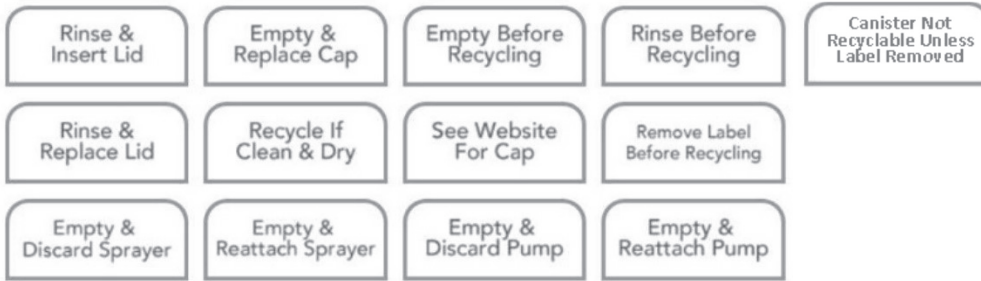 Rinse &
Insert Lid
Empty &
Replace Cap
Empty Before
Recycling
Rinse Before
Recycling
Canister Not
Recyclable Unless
Label Removed
Rinse &
Replace Lid
Recycle If
Clean & Dry
See Website
For Cap
Remove Label
Before Recycling
Empty &
Discard Sprayer
Empty &
Reattach Sprayer
Empty &
Discard Pump
Empty &
Reattach Pump